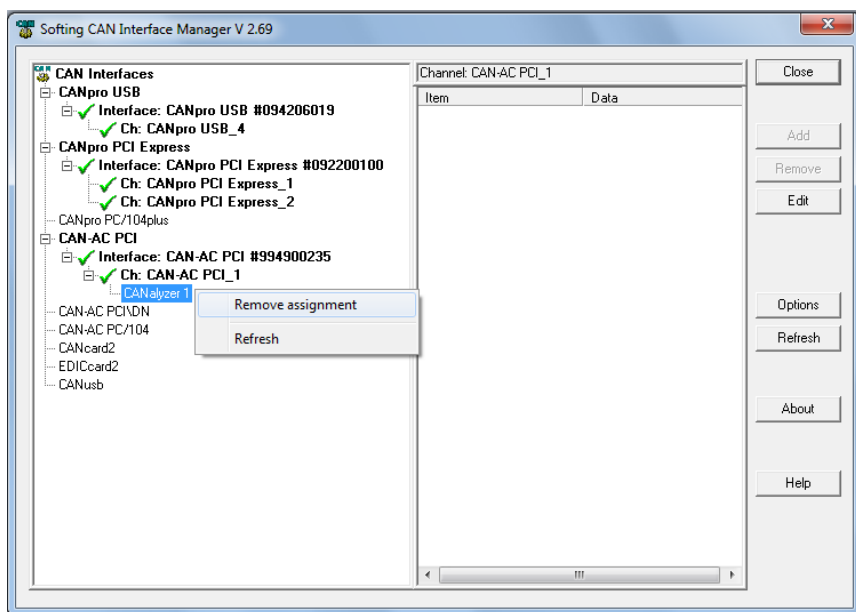 Softing CAN Interface Manager V 2.69
CAN Interfaces
CANpro USB
Interface: CANpro USB #094206019
Ch: CANpro USB_4
CANpro PCI Express
Interface: CANpro PCI Express #092200100
Ch: CANpro PCI Express_1
Ch: CANpro PCI Express_2
CANpro PC/104plus
CAN-AC PCI
Interface: CAN-AC PCI #994900235
Ch: CAN-AC PCI_1
CANalyzer 1
CAN-AC PCI\DN
CAN-AC PC/104
CANcard2
EDICcard2
CANusb
Remove assignment
Refresh
Channel: CAN-AC PCI_1
Item Data
Close
Add
Remove
Edit
Options
Refresh
About
Help